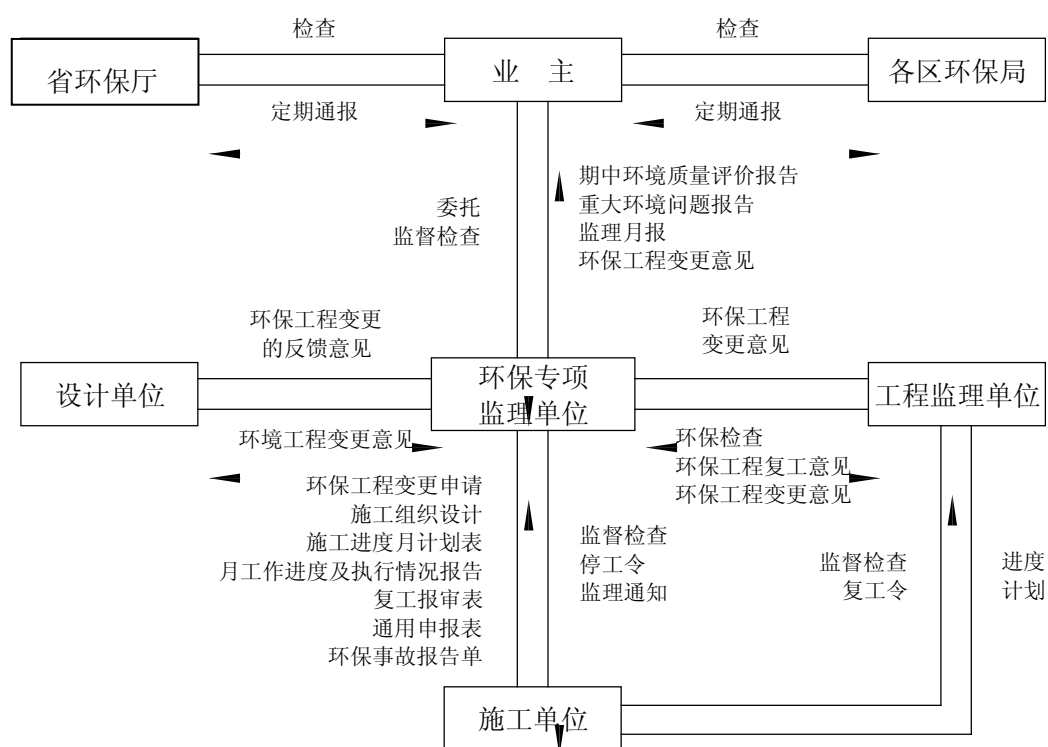 检查
检查
省环保厅
业 主
各区环保局
定期通报
定期通报
期中环境质量评价报告
重大环境问题报告
监理月报
环保工程变更意见
委托
监督检查
环保工程变更
的反馈意见
环保工程
变更意见
设计单位
环保专项
监理单位
工程监理单位
环境工程变更意见
环保检查
环保工程复工意见
环保工程变更意见
环保工程变更申请
施工组织设计
施工进度月计划表
月工作进度及执行情况报告
复工报审表
通用申报表
环保事故报告单
监督检查
停工令
监理通知
监督检查
复工令
进度
计划
施工单位